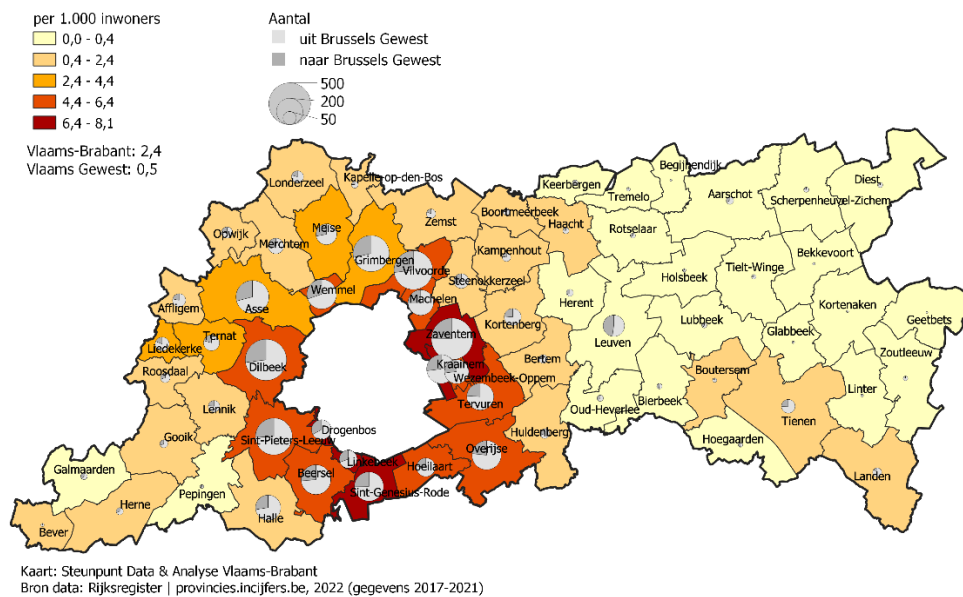 per 1.000 inwoners
0,0 - 0,4
0,4 - 2,4
2,4 - 4,4
4,4 - 6,4
6,4 - 8,1
Vlaams-Brabant: 2,4
Vlaams Gewest: 0,5
Aantal
uit Brussels Gewest
naar Brussels Gewest
500
200
50
Londerzeel
Kapelle-op-den-Bos
Keerbergen
Tremelo
Begijnendijk
Aarschot
Scherpenheuvel-Zichem
Diest
Opwijk
Merchtem
Meise
Grimbergen
Zemst
Boortmeerbeek
Haacht
Rotselaar
Kampenhout
Vilvoorde
Steenokkerzeel
Holsbeek
Tielt-Winge
Bekkevoort
Affligem
Asse
Wemmel
Machelen
Kortenberg
Herent
Leuven
Lubbeek
Glabbeek
Kortenaken
Geetbets
Liedekerke
Ternat
Zaventem
Zoutleeuw
Roosdaal
Dilbeek
Kraainem
Wezembeek-Oppem
Bertem
Boutersem
Linter
Lennik
Tervuren
Oud-Heverlee
Bierbeek
Tienen
Gooik
Sint-Pieters-Leeuw
Drogenbos
Huldenberg
Hoegaarden
Galmaarden
Linkebeek
Hoeilaart
Overijse
Landen
Herne
Pepingen
Beersel
Sint-Genesius-Rode
Bever
Halle
Kaart: Steunpunt Data & Analyse Vlaams-Brabant
Bron data: Rijksregister | provincies.incijfers.be, 2022 (gegevens 2017-2021)